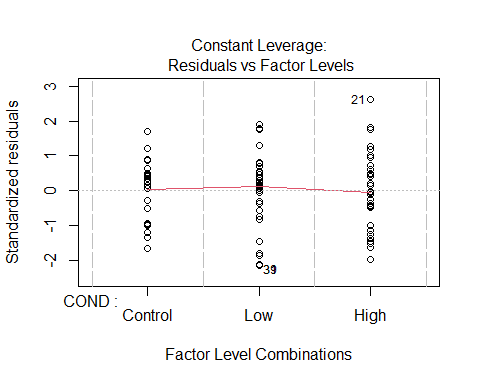 Constant Leverage:
Residuals vs Factor Levels
Standardized residuals
3
2
1
0
-1
-2
21
COND :
Control
Low
High
Factor Level Combinations